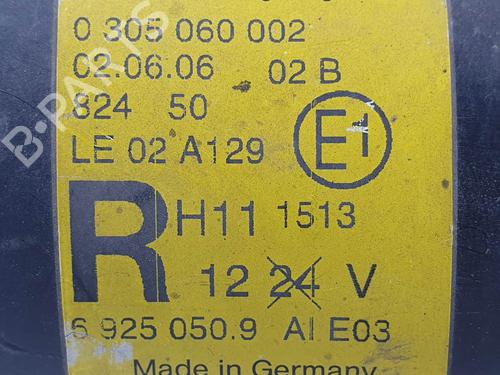 0 305 060 002
02.06.06 02 B
824 50
LE 02 A129
E1
R H11 1513
12 24 V
6 925 050.9 AI E03
Made in Germany
B-PARTS